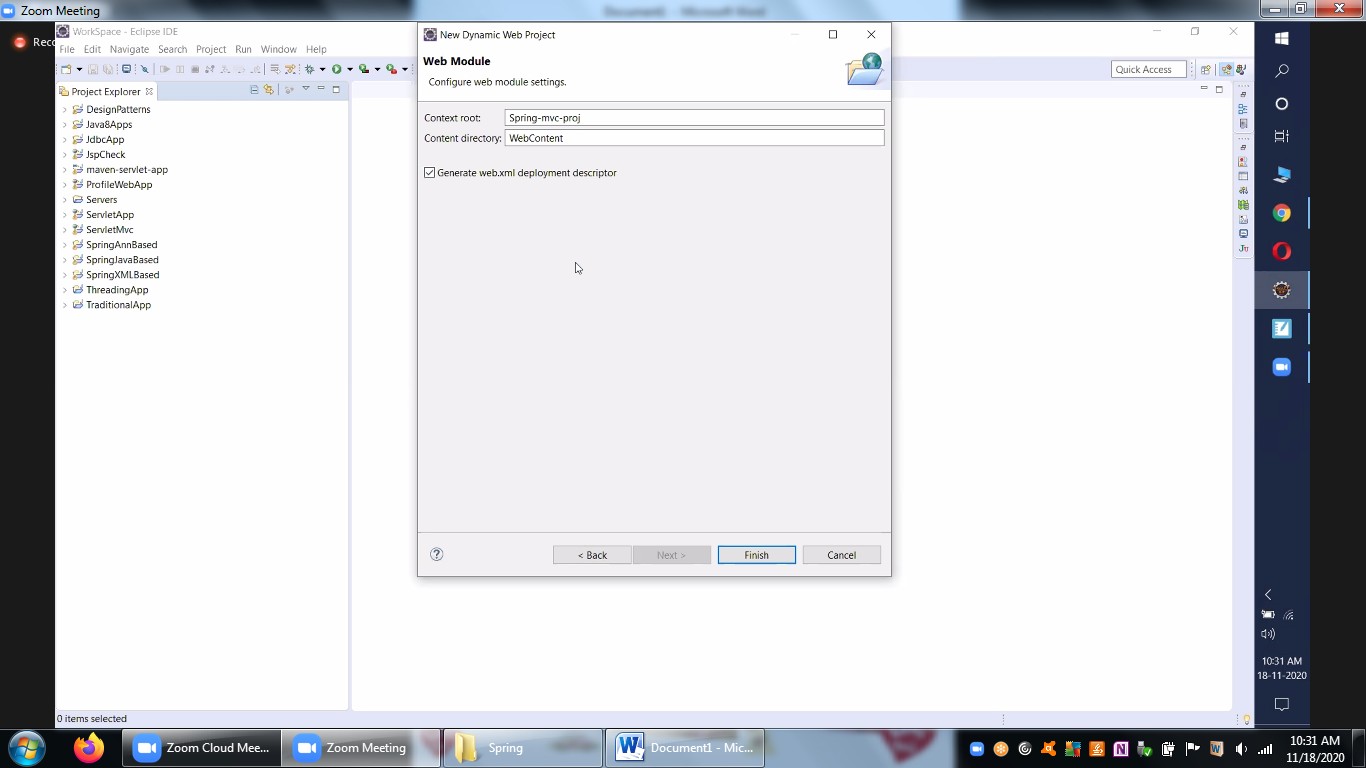 Zoom Meeting
Document1 - Microsoft Word
WorkSpace - Eclipse IDE
File Edit Navigate Search Project Run Window Help
Quick Access
Project Explorer
DesignPatterns
Java8Apps
JdbcApp
JspCheck
maven-servlet-app
ProfileWebApp
Servers
ServletApp
ServletMvc
SpringAnnBased
SpringJavaBased
SpringXMLBased
ThreadingApp
TraditionalApp
New Dynamic Web Project
Web Module
Configure web module settings.
Context root: Spring-mvc-proj
Content directory: WebContent
Generate web.xml deployment descriptor
< Back Next > Finish Cancel
10:31 AM
18-11-2020
0 items selected
Zoom Cloud Mee... Zoom Meeting Spring Document1 - Mic...
10:31 AM
11/18/2020